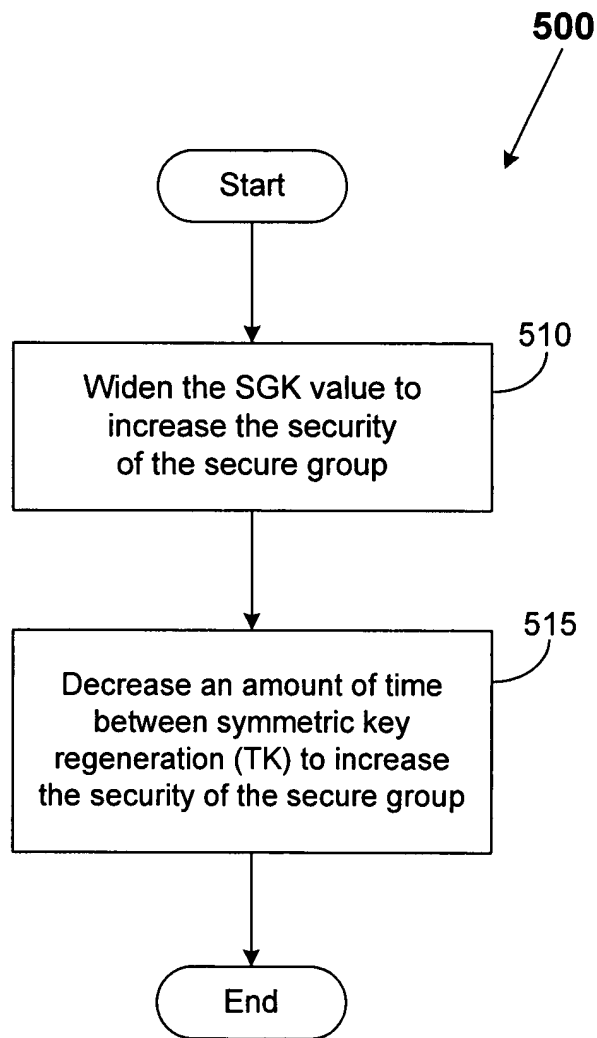 500
Start
510
Widen the SGK value to
increase the security
of the secure group
515
Decrease an amount of time
between symmetric key
regeneration (TK) to increase
the security of the secure group
End